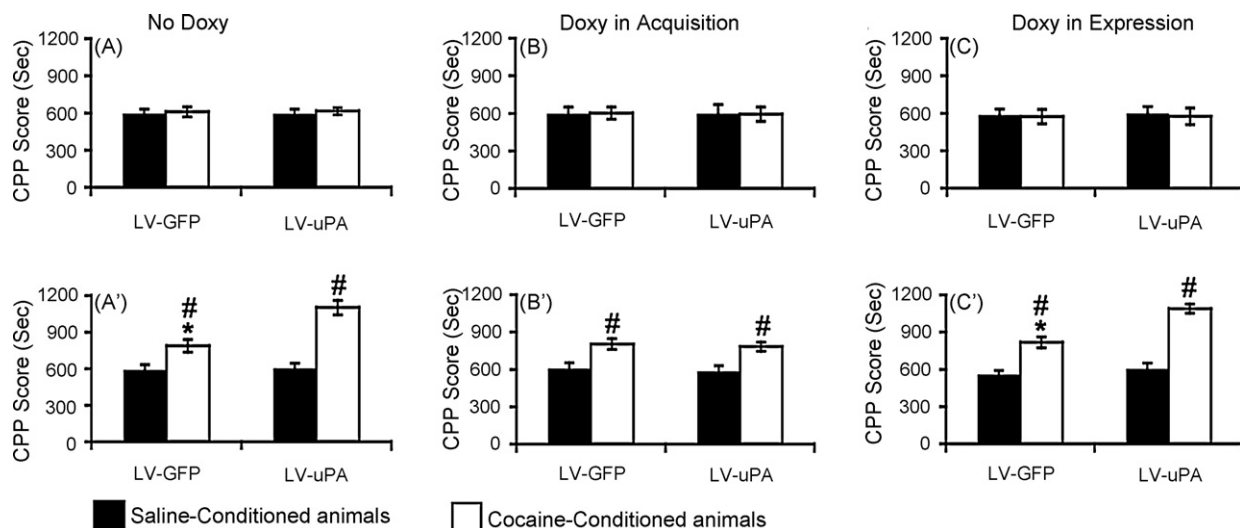 No Doxy
Doxy in Acquisition
Doxy in Expression
(A)
CPP Score (Sec)
1200
900
600
300
0
LV-GFP
LV-uPA
(B)
CPP Score (Sec)
1200
900
600
300
0
LV-GFP
LV-uPA
(C)
CPP Score (Sec)
1200
900
600
300
0
LV-GFP
LV-uPA
(A')
CPP Score (Sec)
1200
900
600
300
0
#
*
#
LV-GFP
LV-uPA
(B')
CPP Score (Sec)
1200
900
600
300
0
#
#
LV-GFP
LV-uPA
(C')
CPP Score (Sec)
1200
900
600
300
0
#
*
#
LV-GFP
LV-uPA
Saline-Conditioned animals
Cocaine-Conditioned animals